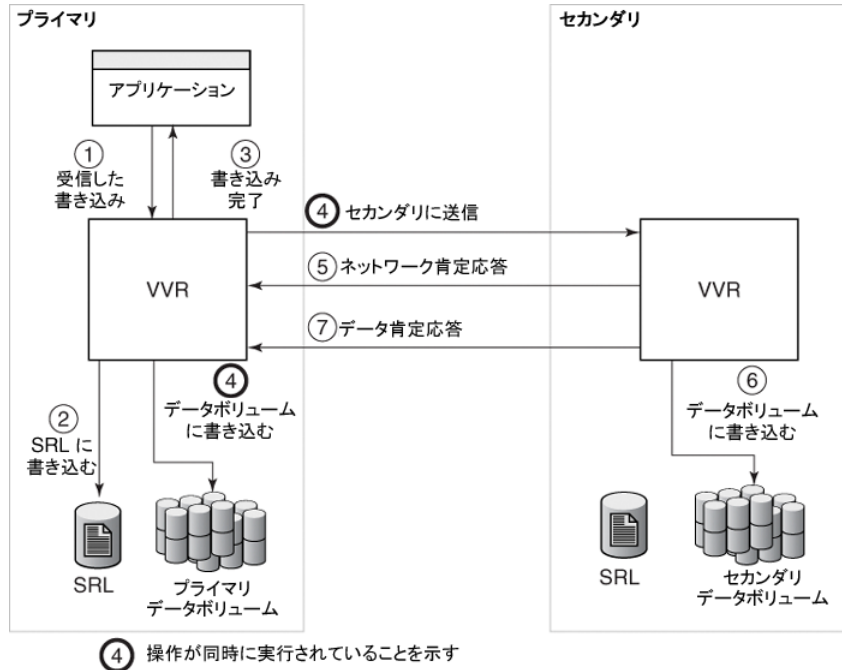 プライマリ
セカンダリ
アプリケーション
① 受信した
書き込み
③ 書き込み
完了
④ セカンダリに送信
⑤ ネットワーク肯定応答
⑦ データ肯定応答
VVR
VVR
② SRL に
書き込む
④ データボリューム
に書き込む
⑥ データボリューム
に書き込む
SRL
プライマリ
データボリューム
SRL
セカンダリ
データボリューム
④ 操作が同時に実行されていることを示す